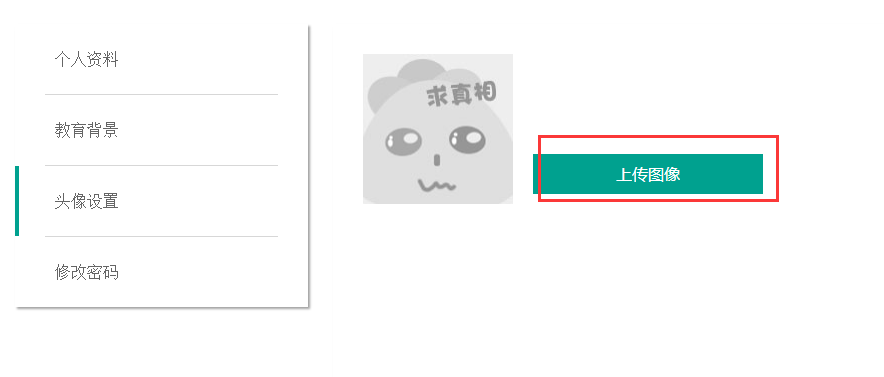 个人资料
教育背景
头像设置
修改密码
求真相
上传图像